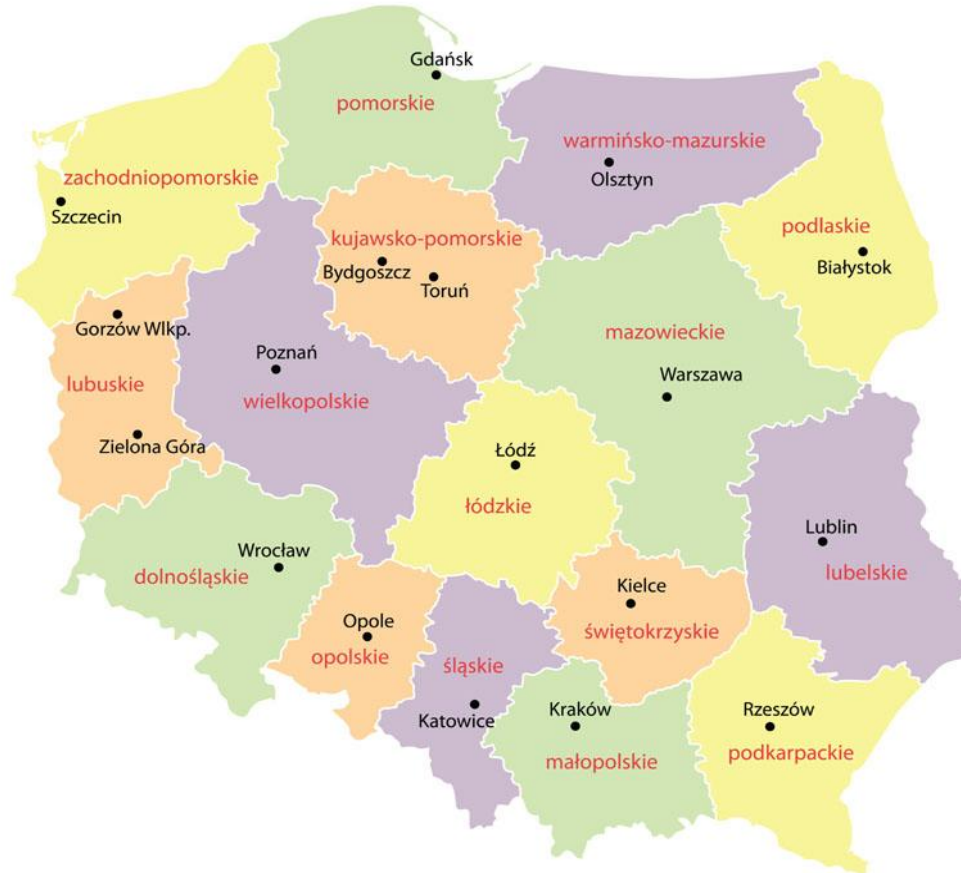 Gdańsk
pomorskie
warmińsko-mazurskie
Olsztyn
zachodniopomorskie
Szczecin
podlaskie
Białystok
kujawsko-pomorskie
Bydgoszcz
Toruń
Gorzów Wlkp.
lubuskie
Zielona Góra
Poznań
wielkopolskie
mazowieckie
Warszawa
Łódź
łódzkie
Wrocław
dolnośląskie
Lublin
lubelskie
Opole
opolskie
Kielce
świętokrzyskie
śląskie
Katowice
Kraków
małopolskie
Rzeszów
podkarpackie